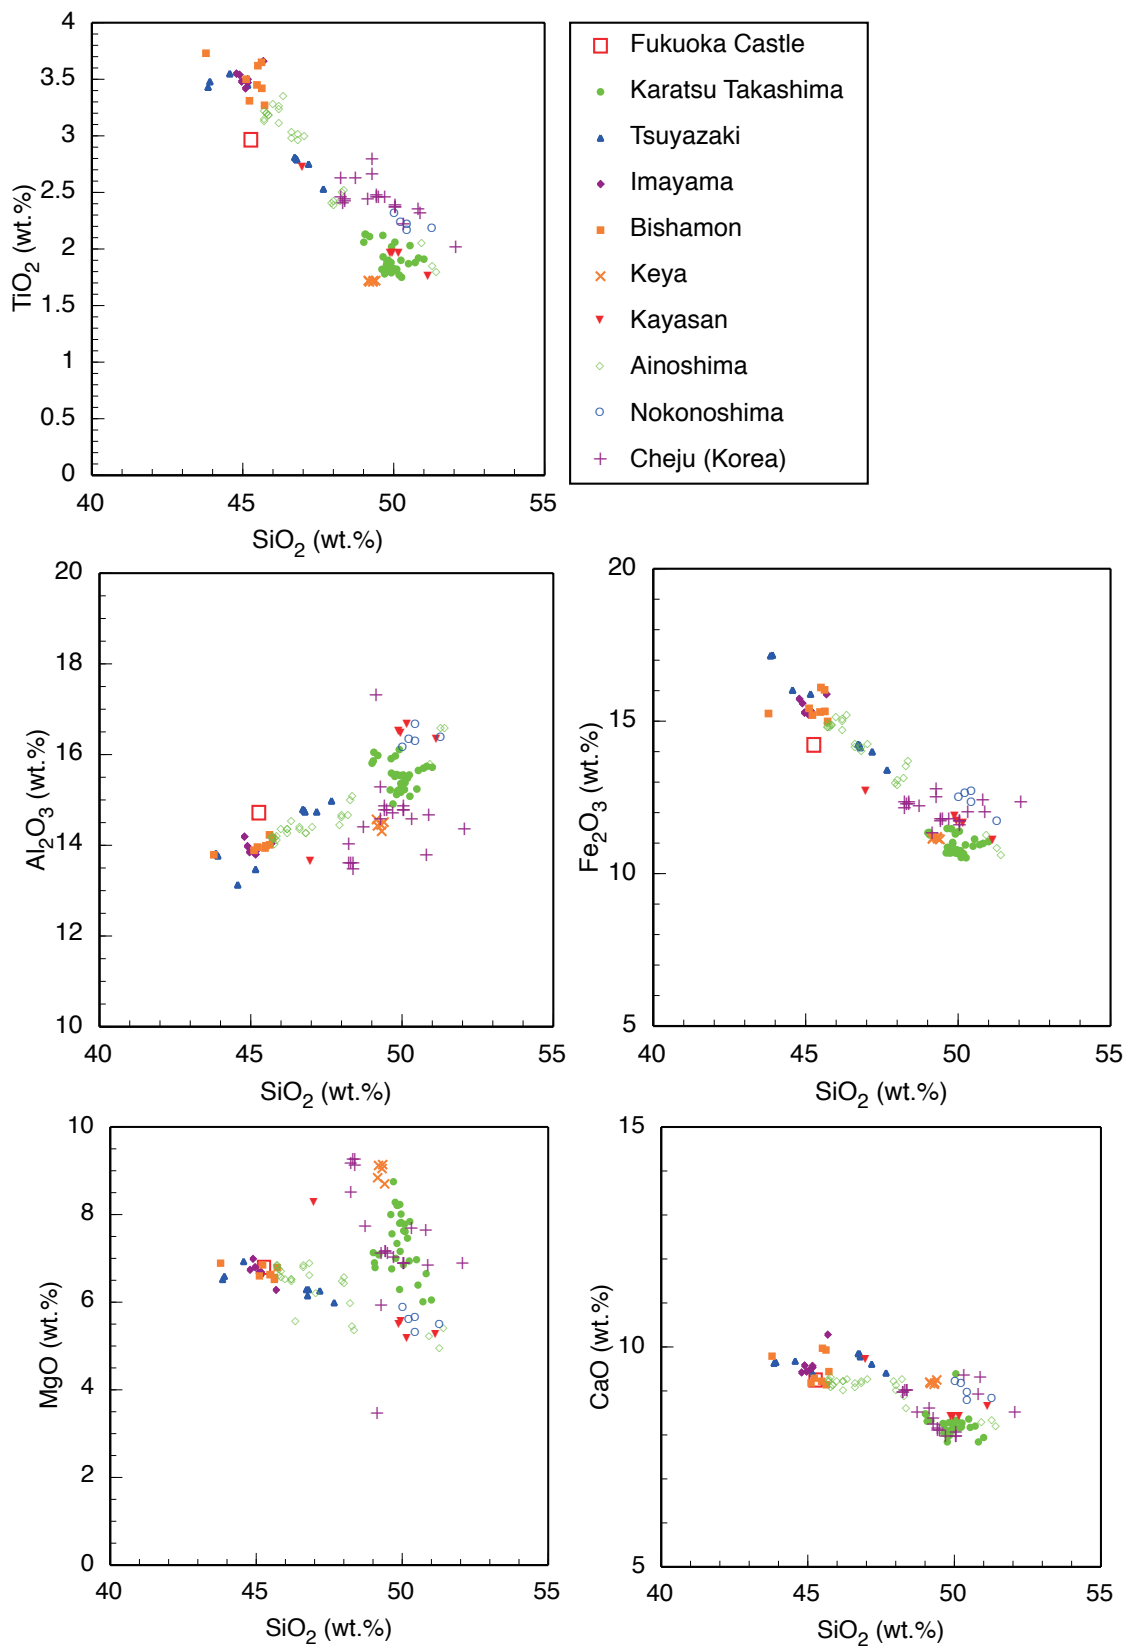 4
3.5
3
2.5
2
1.5
1
0.5
0
TiO2 (wt.%)
40 45 50 55
SiO2 (wt.%)
Fukuoka Castle
Karatsu Takashima
Tsuyazaki
Imayama
Bishamon
Keya
Kayasan
Ainoshima
Nokonoshima
Cheju (Korea)
20
18
16
14
12
10
Al2O3 (wt.%)
40 45 50 55
SiO2 (wt.%)
20
15
10
5
Fe2O3 (wt.%)
40 45 50 55
SiO2 (wt.%)
10
8
6
4
2
0
MgO (wt.%)
40 45 50 55
SiO2 (wt.%)
15
10
5
CaO (wt.%)
40 45 50 55
SiO2 (wt.%)